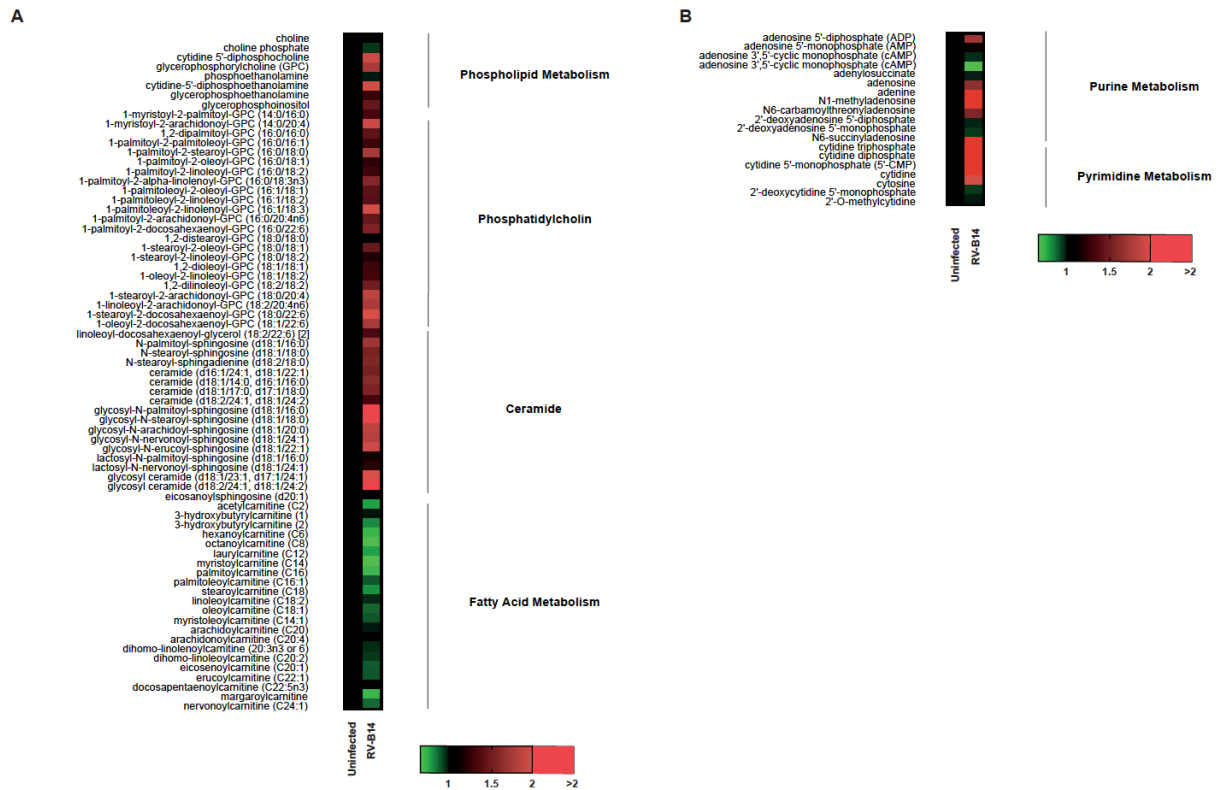 A
choline
choline phosphate
cytidine 5'-diphosphocholine
glycerophosphorylcholine (GPC)
phosphoethanolamine
cytidine-5'-diphosphoethanolamine
glycerophosphoethanolamine
glycerophosphoinositol
1-myristoyl-2-palmitoyl-GPC (14:0/16:0)
1-myristoyl-2-arachidonoyl-GPC (14:0/20:4)
1,2-dipalmitoyl-GPC (16:0/16:0)
1-palmitoyl-2-palmitoleoyl-GPC (16:0/16:1)
1-palmitoyl-2-stearoyl-GPC (16:0/18:0)
1-palmitoyl-2-oleoyl-GPC (16:0/18:1)
1-palmitoyl-2-linoleoyl-GPC (16:0/18:2)
1-palmitoyl-2-alpha-linolenoyl-GPC (16:0/18:3n3)
1-palmitoleoyl-2-oleoyl-GPC (16:1/18:1)
1-palmitoleoyl-2-linoleoyl-GPC (16:1/18:2)
1-palmitoleoyl-2-linolenoyl-GPC (16:1/18:3)
1-palmitoyl-2-arachidonoyl-GPC (16:0/20:4n6)
1-palmitoyl-2-docosahexaenoyl-GPC (16:0/22:6)
1,2-distearoyl-GPC (18:0/18:0)
1-stearoyl-2-oleoyl-GPC (18:0/18:1)
1-stearoyl-2-linoleoyl-GPC (18:0/18:2)
1,2-dioleoyl-GPC (18:1/18:1)
1-oleoyl-2-linoleoyl-GPC (18:1/18:2)
1,2-dilinoleoyl-GPC (18:2/18:2)
1-stearoyl-2-arachidonoyl-GPC (18:0/20:4)
1-linoleoyl-2-arachidonoyl-GPC (18:2/20:4n6)
1-stearoyl-2-docosahexaenoyl-GPC (18:0/22:6)
1-oleoyl-2-docosahexaenoyl-GPC (18:1/22:6)
linoleoyl-docosahexaenoyl-glycerol (18:2/22:6) [2]
N-palmitoyl-sphingosine (d18:1/16:0)
N-stearoyl-sphingosine (d18:1/18:0)
N-stearoyl-sphingadienine (d18:2/18:0)
ceramide (d16:1/24:1, d18:1/22:1)
ceramide (d18:1/14:0, d16:1/16:0)
ceramide (d18:1/17:0, d17:1/18:0)
ceramide (d18:2/24:1, d18:1/24:2)
glycosyl-N-palmitoyl-sphingosine (d18:1/16:0)
glycosyl-N-stearoyl-sphingosine (d18:1/18:0)
glycosyl-N-arachidoyl-sphingosine (d18:1/20:0)
glycosyl-N-nervonoyl-sphingosine (d18:1/24:1)
glycosyl-N-erucoyl-sphingosine (d18:1/22:1)
lactosyl-N-palmitoyl-sphingosine (d18:1/16:0)
lactosyl-N-nervonoyl-sphingosine (d18:1/24:1)
glycosyl ceramide (d18:1/23:1, d17:1/24:1)
glycosyl ceramide (d18:2/24:1, d18:1/24:2)
eicosanoylsphingosine (d20:1)
acetylcarnitine (C2)
3-hydroxybutyrylcarnitine (1)
3-hydroxybutyrylcarnitine (2)
hexanoylcarnitine (C6)
octanoylcarnitine (C8)
laurylcarnitine (C12)
myristoylcarnitine (C14)
palmitoylcarnitine (C16)
palmitoleoylcarnitine (C16:1)
stearoylcarnitine (C18)
linoleoylcarnitine (C18:2)
oleoylcarnitine (C18:1)
myristoleoylcarnitine (C14:1)
arachidoylcarnitine (C20)
arachidonoylcarnitine (C20:4)
dihomo-linolenoylcarnitine (20:3n3 or 6)
dihomo-linoleoylcarnitine (C20:2)
eicosenoylcarnitine (C20:1)
erucoylcarnitine (C22:1)
docosapentaenoylcarnitine (C22:5n3)
margaroylcarnitine
nervonoylcarnitine (C24:1)
Phospholipid Metabolism
Phosphatidylcholin
Ceramide
Fatty Acid Metabolism
Uninfected
RV-B14
1 1.5 2 >2
B
adenosine 5'-diphosphate (ADP)
adenosine 5'-monophosphate (AMP)
adenosine 3',5'-cyclic monophosphate (cAMP)
adenosine 3',5'-cyclic monophosphate (cAMP)
adenylosuccinate
adenosine
adenine
N1-methyladenosine
N6-carbamoylthreonyladenosine
2'-deoxyadenosine 5'-diphosphate
2'-deoxyadenosine 5'-monophosphate
N6-succinyladenosine
cytidine triphosphate
cytidine diphosphate
cytidine 5'-monophosphate (5'-CMP)
cytidine
cytosine
2'-deoxycytidine 5'-monophosphate
2'-O-methylcytidine
Purine Metabolism
Pyrimidine Metabolism
Uninfected
RV-B14
1 1.5 2 >2